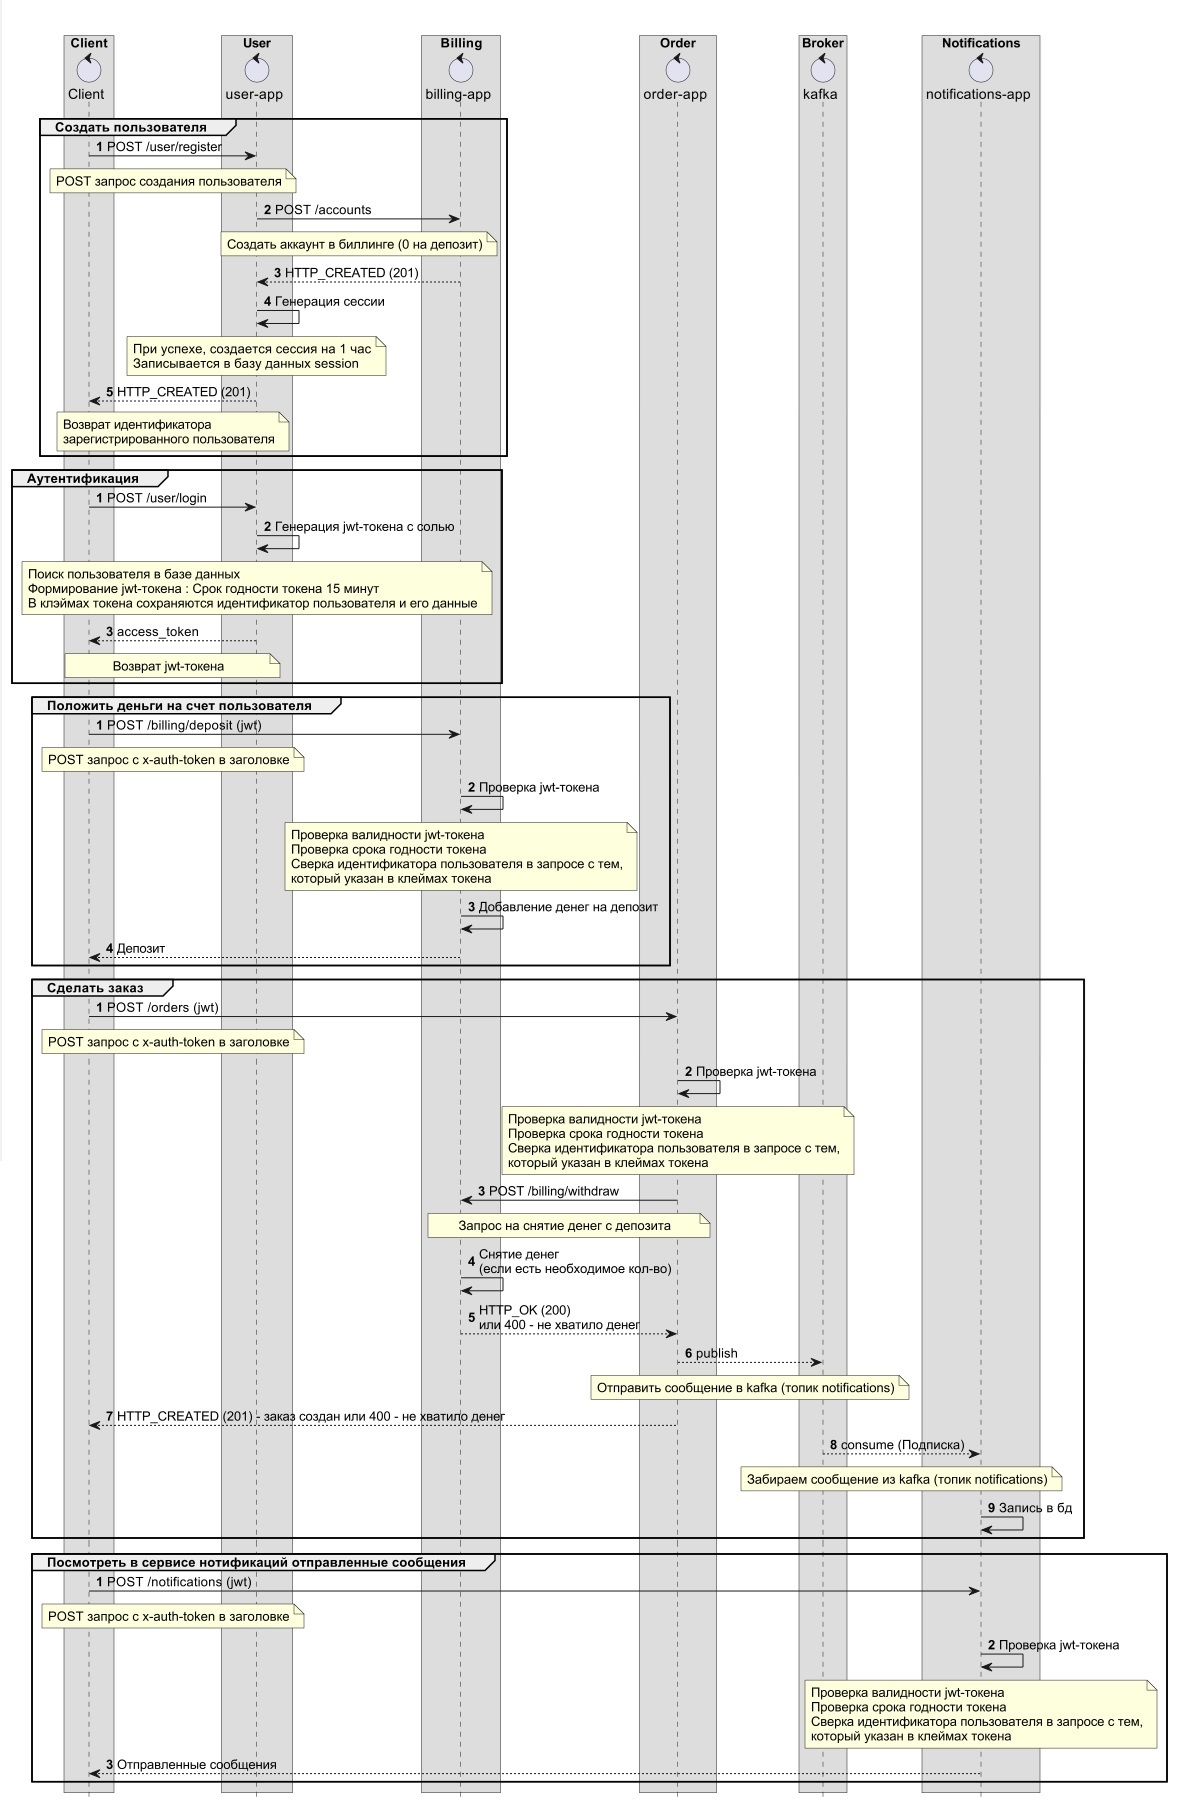 Client
User
Billing
Order
Broker
Notifications
Client
user-app
billing-app
order-app
kafka
notifications-app
Создать пользователя
1 POST /user/register
POST запрос создания пользователя
2 POST /accounts
Создать аккаунт в биллинге (0 на депозит)
3 HTTP_CREATED (201)
4 Генерация сессии
При успехе, создается сессия на 1 час
Записывается в базу данных session
5 HTTP_CREATED (201)
Возврат идентификатора
зарегистрированного пользователя
Аутентификация
1 POST /user/login
2 Генерация jwt-токена с солью
Поиск пользователя в базе данных
Формирование jwt-токена : Срок годности токена 15 минут
В клэймах токена сохраняются идентификатор пользователя и его данные
3 access_token
Возврат jwt-токена
Положить деньги на счет пользователя
1 POST /billing/deposit (jwt)
POST запрос с x-auth-token в заголовке
2 Проверка jwt-токена
Проверка валидности jwt-токена
Проверка срока годности токена
Сверка идентификатора пользователя в запросе с тем,
который указан в клеймах токена
3 Добавление денег на депозит
4 Депозит
Сделать заказ
1 POST /orders (jwt)
POST запрос с x-auth-token в заголовке
2 Проверка jwt-токена
Проверка валидности jwt-токена
Проверка срока годности токена
Сверка идентификатора пользователя в запросе с тем,
который указан в клеймах токена
3 POST /billing/withdraw
Запрос на снятие денег с депозита
4 Снятие денег
(если есть необходимое кол-во)
5 HTTP_OK (200)
или 400 - не хватило денег
6 publish
Отправить сообщение в kafka (топик notifications)
7 HTTP_CREATED (201) - заказ создан или 400 - не хватило денег
8 consume (Подписка)
Забираем сообщение из kafka (топик notifications)
9 Запись в бд
Посмотреть в сервисе нотификаций отправленные сообщения
1 POST /notifications (jwt)
POST запрос с x-auth-token в заголовке
2 Проверка jwt-токена
Проверка валидности jwt-токена
Проверка срока годности токена
Сверка идентификатора пользователя в запросе с тем,
который указан в клеймах токена
3 Отправленные сообщения